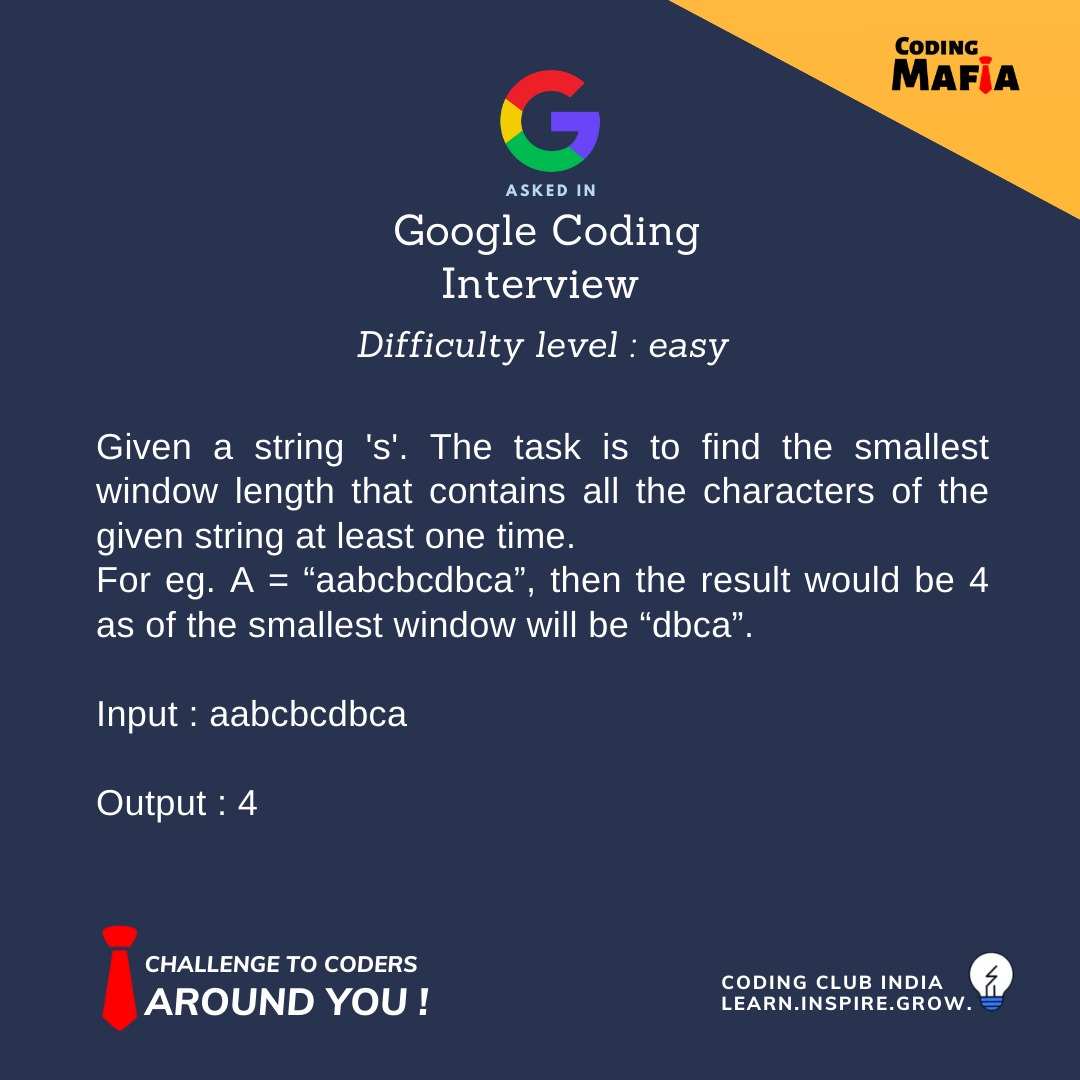 CODING
MAFIA
G
ASKED IN
Google Coding
Interview
Difficulty level : easy
Given a string 's'. The task is to find the smallest
window length that contains all the characters of the
given string at least one time.
For eg. A = “aabcbcdbca”, then the result would be 4
as of the smallest window will be “dbca”.
Input : aabcbcdbca
Output : 4
CHALLENGE TO CODERS
AROUND YOU !
CODING CLUB INDIA
LEARN.INSPIRE.GROW.